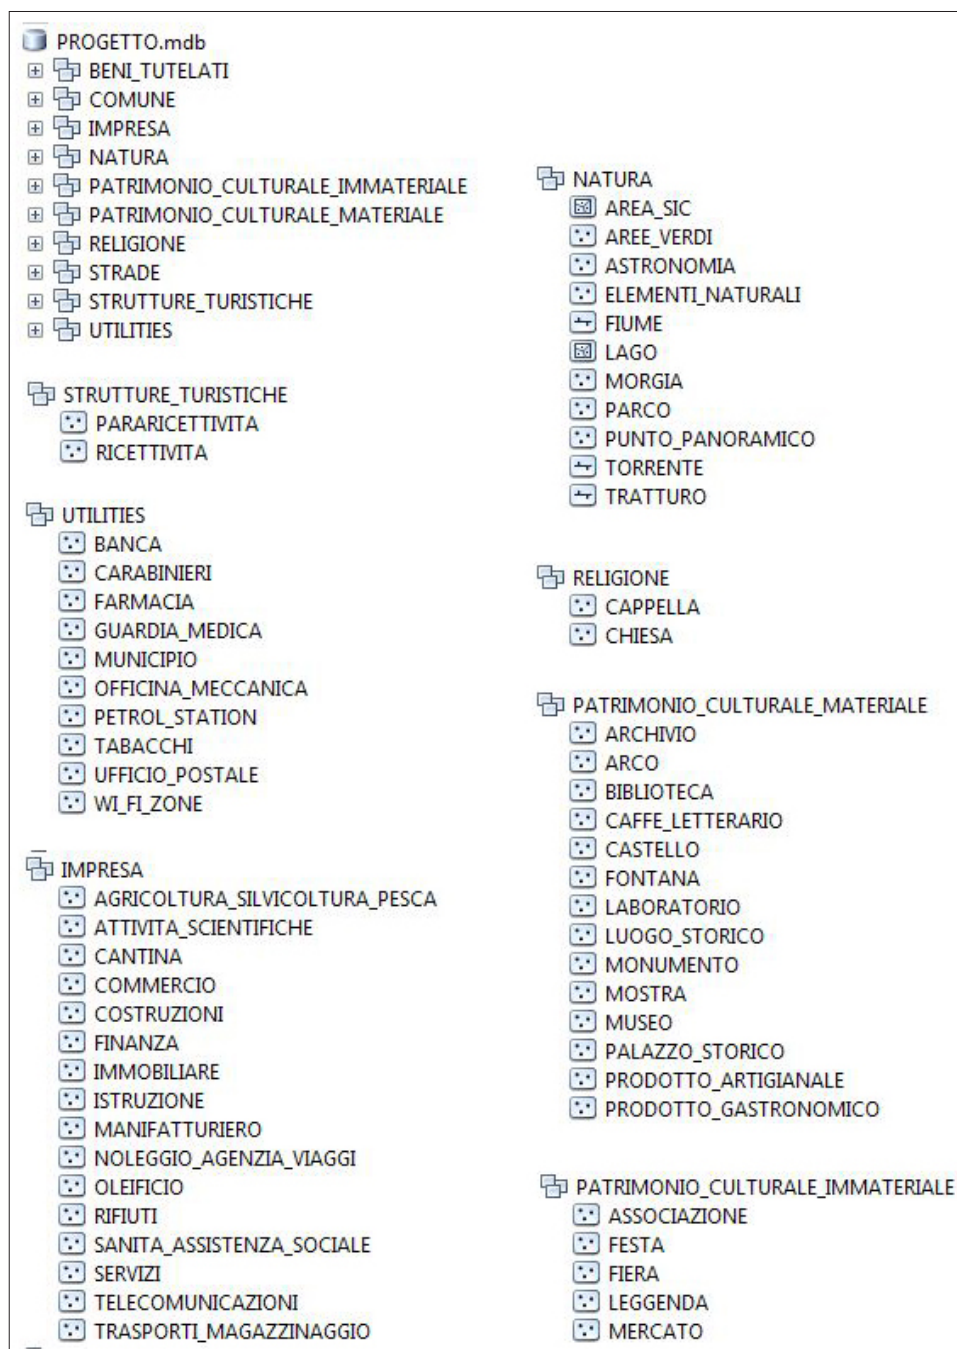 PROGETTO.mdb
BENI_TUTELATI
COMUNE
IMPRESA
NATURA
PATRIMONIO_CULTURALE_IMMATERIALE
PATRIMONIO_CULTURALE_MATERIALE
RELIGIONE
STRADE
STRUTTURE_TURISTICHE
UTILITIES
STRUTTURE_TURISTICHE
PARARICETTIVITA
RICETTIVITA
UTILITIES
BANCA
CARABINIERI
FARMACIA
GUARDIA_MEDICA
MUNICIPIO
OFFICINA_MECCANICA
PETROL_STATION
TABACCHI
UFFICIO_POSTALE
WI_FI_ZONE
IMPRESA
AGRICOLTURA_SILVICOLTURA_PESCA
ATTIVITA_SCIENTIFICHE
CANTINA
COMMERCIO
COSTRUZIONI
FINANZA
IMMOBILIARE
ISTRUZIONE
MANIFATTURIERO
NOLEGGIO_AGENZIA_VIAGGI
OLEIFICIO
RIFIUTI
SANITA_ASSISTENZA_SOCIALE
SERVIZI
TELECOMUNICAZIONI
TRASPORTI_MAGAZZINAGGIO
NATURA
AREA_SIC
AREE_VERDI
ASTRONOMIA
ELEMENTI_NATURALI
FIUME
LAGO
MORGIA
PARCO
PUNTO_PANORAMICO
TORRENTE
TRATTURO
RELIGIONE
CAPPELLA
CHIESA
PATRIMONIO_CULTURALE_MATERIALE
ARCHIVIO
ARCO
BIBLIOTECA
CAFFE_LETTERARIO
CASTELLO
FONTANA
LABORATORIO
LUOGO_STORICO
MONUMENTO
MOSTRA
MUSEO
PALAZZO_STORICO
PRODOTTO_ARTIGIANALE
PRODOTTO_GASTRONOMICO
PATRIMONIO_CULTURALE_IMMATERIALE
ASSOCIAZIONE
FESTA
FIERA
LEGGENDA
MERCATO